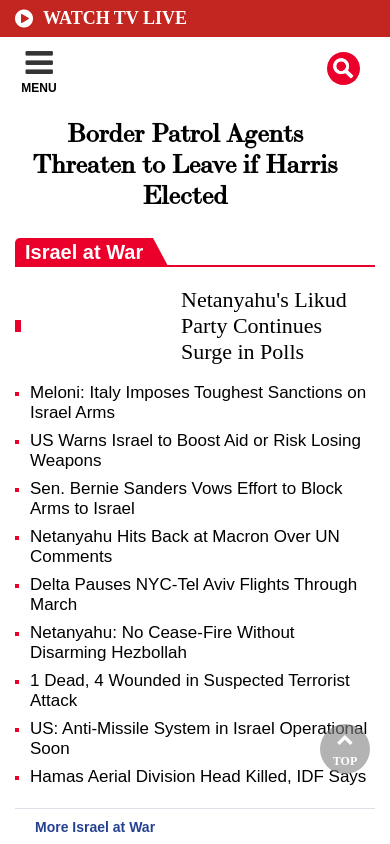 WATCH TV LIVE
MENU
Border Patrol Agents
Threaten to Leave if Harris
Elected
Israel at War
Netanyahu's Likud
Party Continues
Surge in Polls
Meloni: Italy Imposes Toughest Sanctions on
Israel Arms
US Warns Israel to Boost Aid or Risk Losing
Weapons
Sen. Bernie Sanders Vows Effort to Block
Arms to Israel
Netanyahu Hits Back at Macron Over UN
Comments
Delta Pauses NYC-Tel Aviv Flights Through
March
Netanyahu: No Cease-Fire Without
Disarming Hezbollah
1 Dead, 4 Wounded in Suspected Terrorist
Attack
US: Anti-Missile System in Israel Operational
Soon
Hamas Aerial Division Head Killed, IDF Says
TOP
More Israel at War